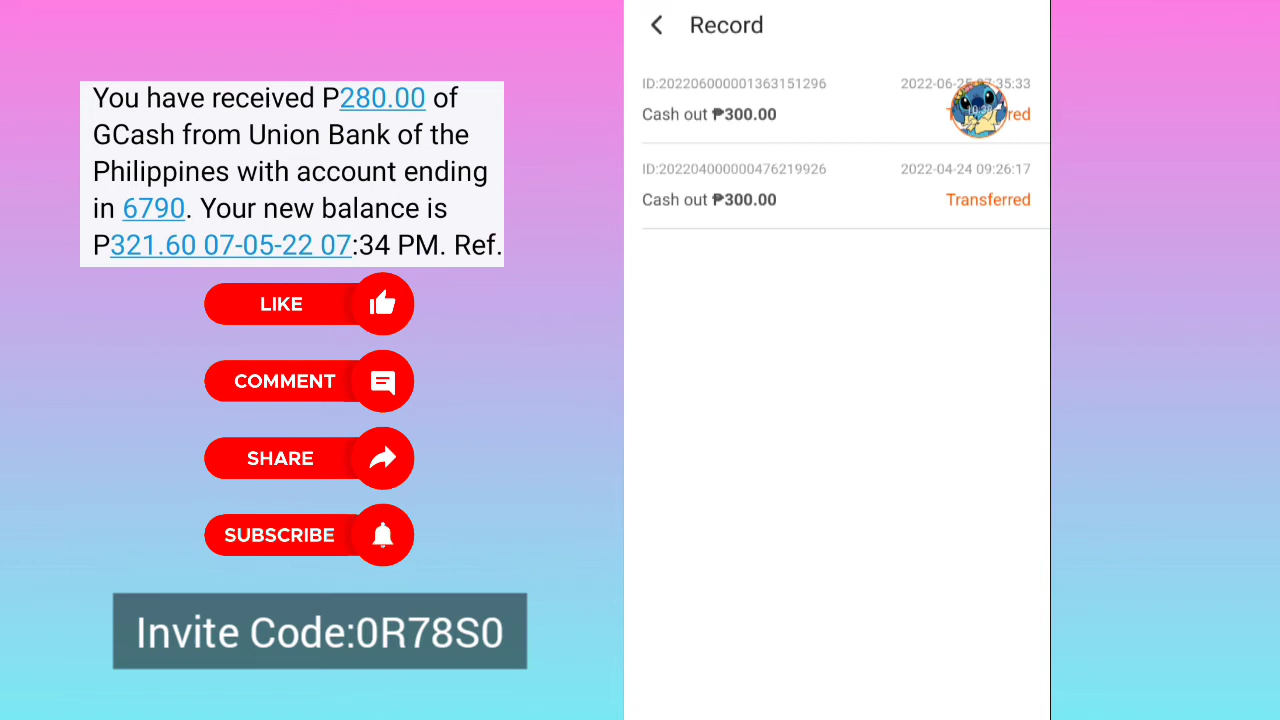 You have received P280.00 of
GCash from Union Bank of the
Philippines with account ending
in 6790. Your new balance is
P321.60 07-05-22 07:34 PM. Ref.
LIKE
COMMENT
SHARE
SUBSCRIBE
Invite Code:0R78S0
Record
ID:202206000001363151296
Cash out ₱300.00
ID:202204000000476219926 2022-04-24 09:26:17
Cash out ₱300.00 Transferred